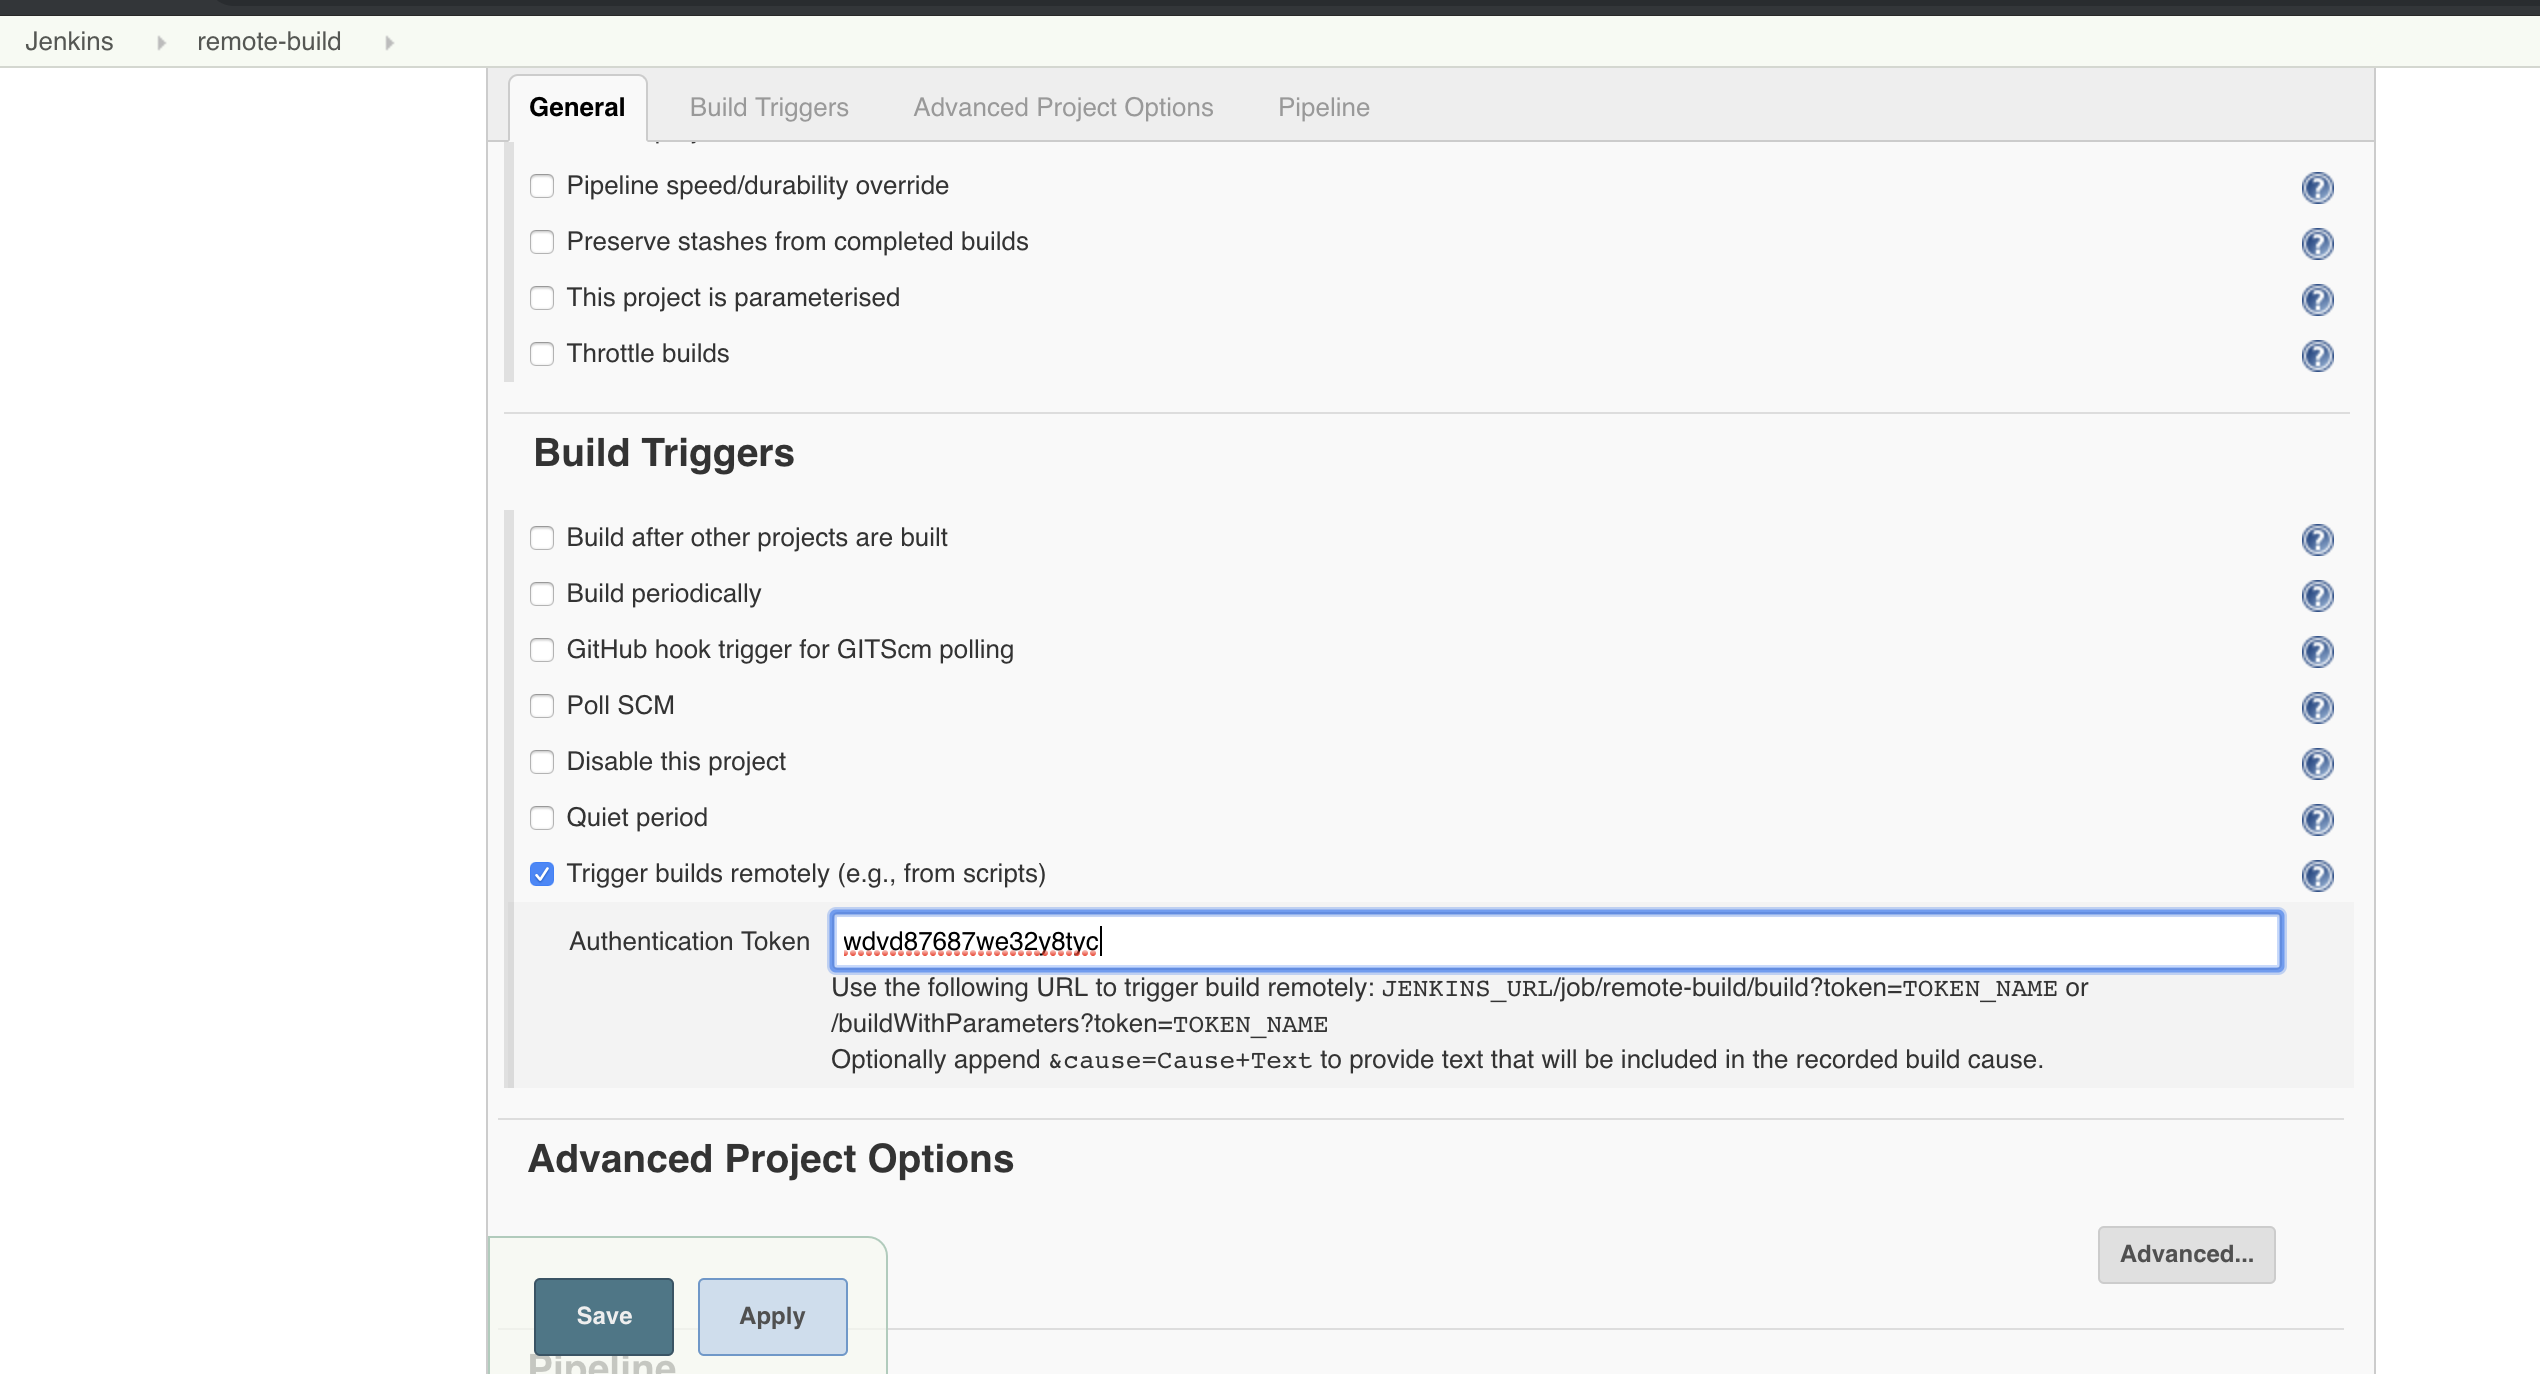 Jenkins remote-build
General Build Triggers Advanced Project Options Pipeline
Pipeline speed/durability override
Preserve stashes from completed builds
This project is parameterised
Throttle builds
Build Triggers
Build after other projects are built
Build periodically
GitHub hook trigger for GITScm polling
Poll SCM
Disable this project
Quiet period
Trigger builds remotely (e.g., from scripts)
Authentication Token wdvd87687we32y8tyc
Use the following URL to trigger build remotely: JENKINS_URL/job/remote-build/build?token=TOKEN_NAME or
/buildWithParameters?token=TOKEN_NAME
Optionally append &cause=Cause+Text to provide text that will be included in the recorded build cause.
Advanced Project Options
Advanced...
Save Apply
Pipeline